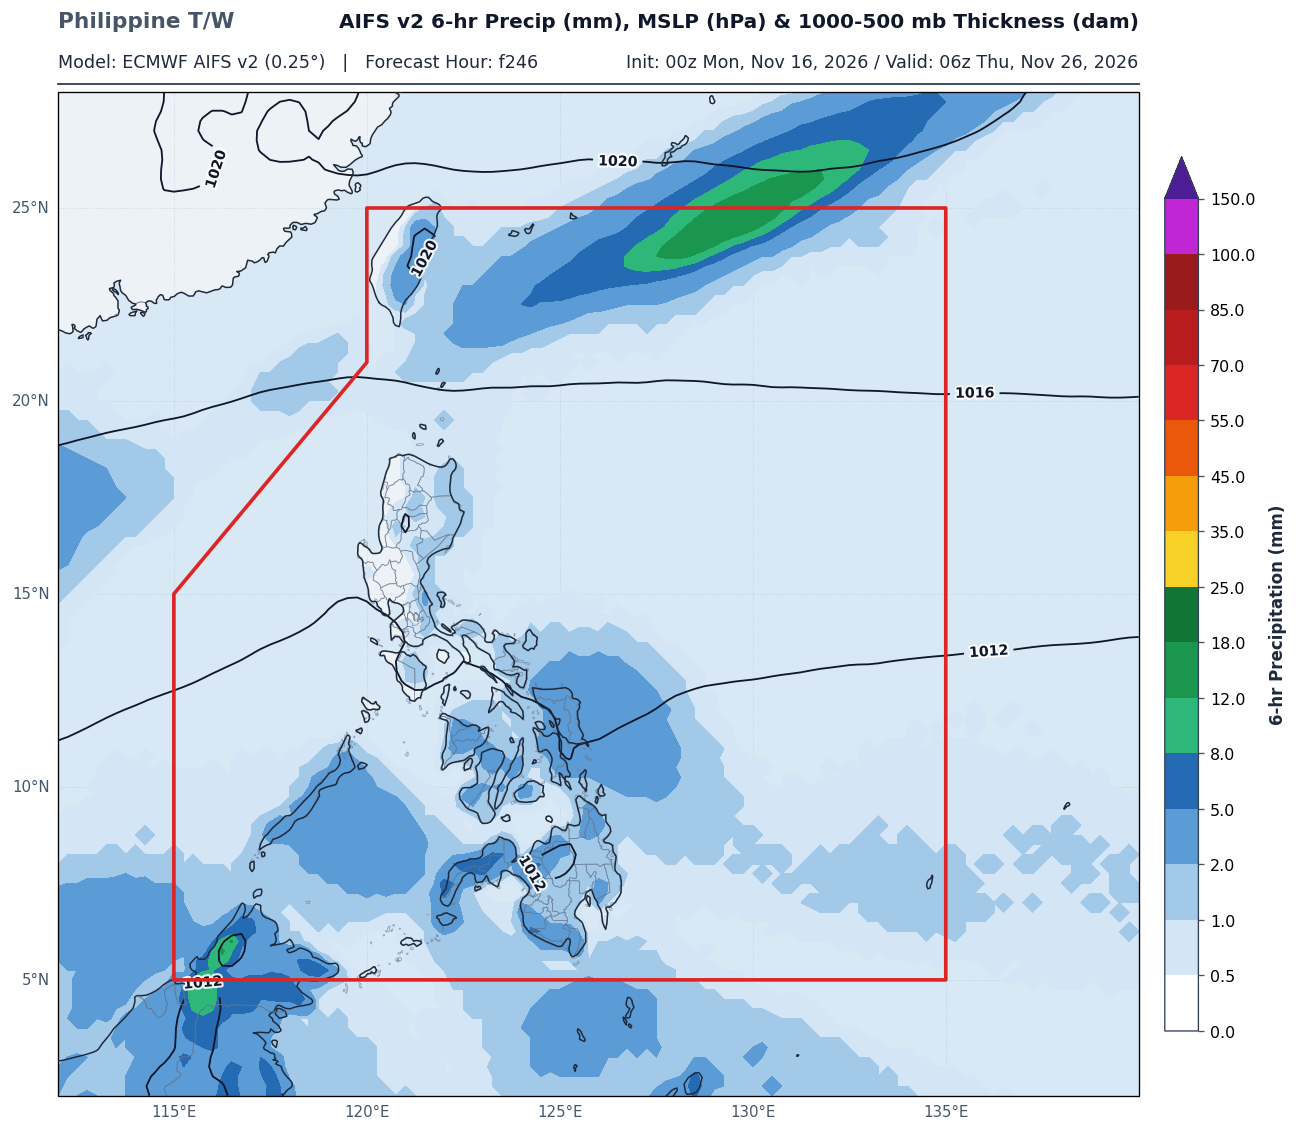 Philippine T/W
AIFS v2 6-hr Precip (mm), MSLP (hPa) & 1000-500 mb Thickness (dam)
Model: ECMWF AIFS v2 (0.25°) | Forecast Hour: f246
Init: 00z Mon, Nov 16, 2026 / Valid: 06z Thu, Nov 26, 2026
1020
1020
1020
1016
1012
1012
1012
25°N
20°N
15°N
10°N
5°N
115°E
120°E
125°E
130°E
135°E
150.0
100.0
85.0
70.0
55.0
45.0
35.0
25.0
18.0
12.0
8.0
5.0
2.0
1.0
0.5
0.0
6-hr Precipitation (mm)